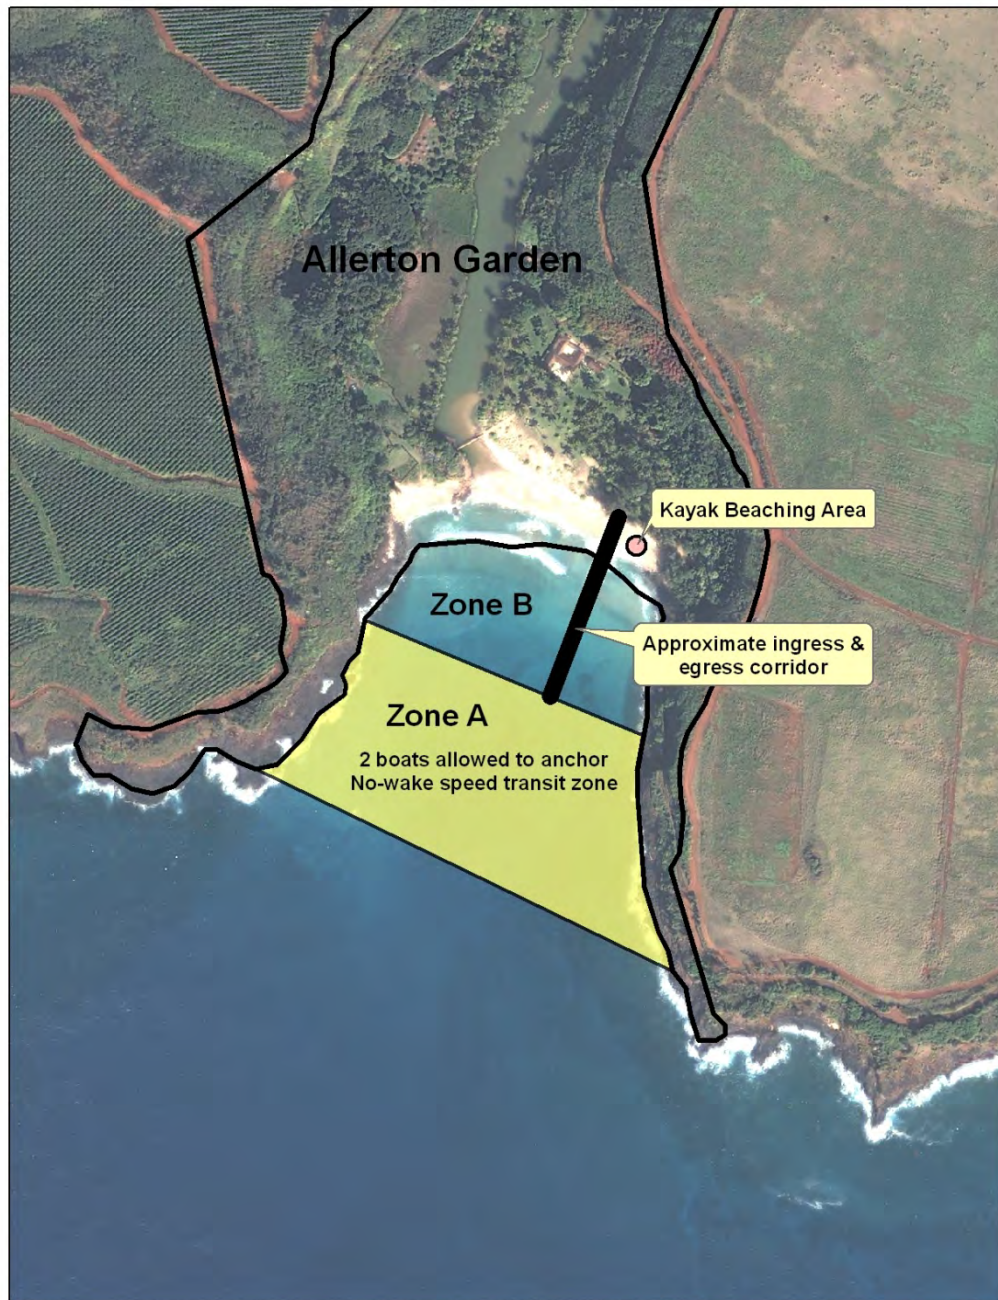 Allerton Garden
Kayak Beaching Area
Zone B
Approximate ingress &
egress corridor
Zone A
2 boats allowed to anchor
No-wake speed transit zone